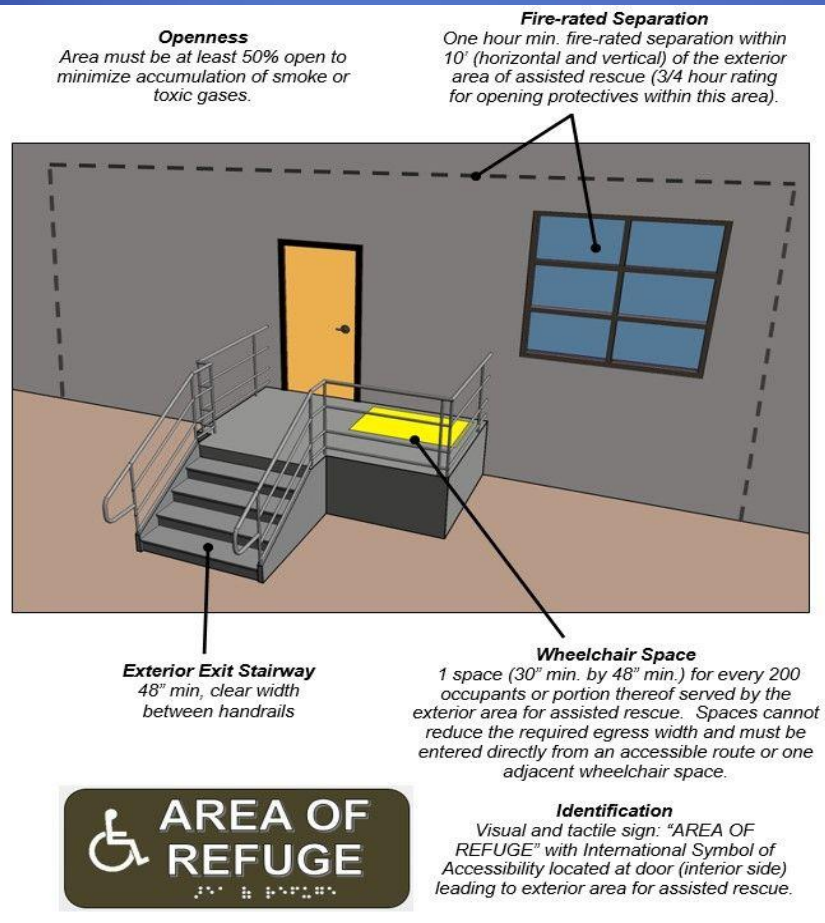 Openness
Area must be at least 50% open to
minimize accumulation of smoke or
toxic gases.
Fire-rated Separation
One hour min. fire-rated separation within
10' (horizontal and vertical) of the exterior
area of assisted rescue (3/4 hour rating
for opening protectives within this area).
Exterior Exit Stairway
48" min, clear width
between handrails
Wheelchair Space
1 space (30" min. by 48" min.) for every 200
occupants or portion thereof served by the
exterior area for assisted rescue.  Spaces cannot
reduce the required egress width and must be
entered directly from an accessible route or one
adjacent wheelchair space.
AREA OF
REFUGE
Identification
Visual and tactile sign: "AREA OF
REFUGE" with International Symbol of
Accessibility located at door (interior side)
leading to exterior area for assisted rescue.